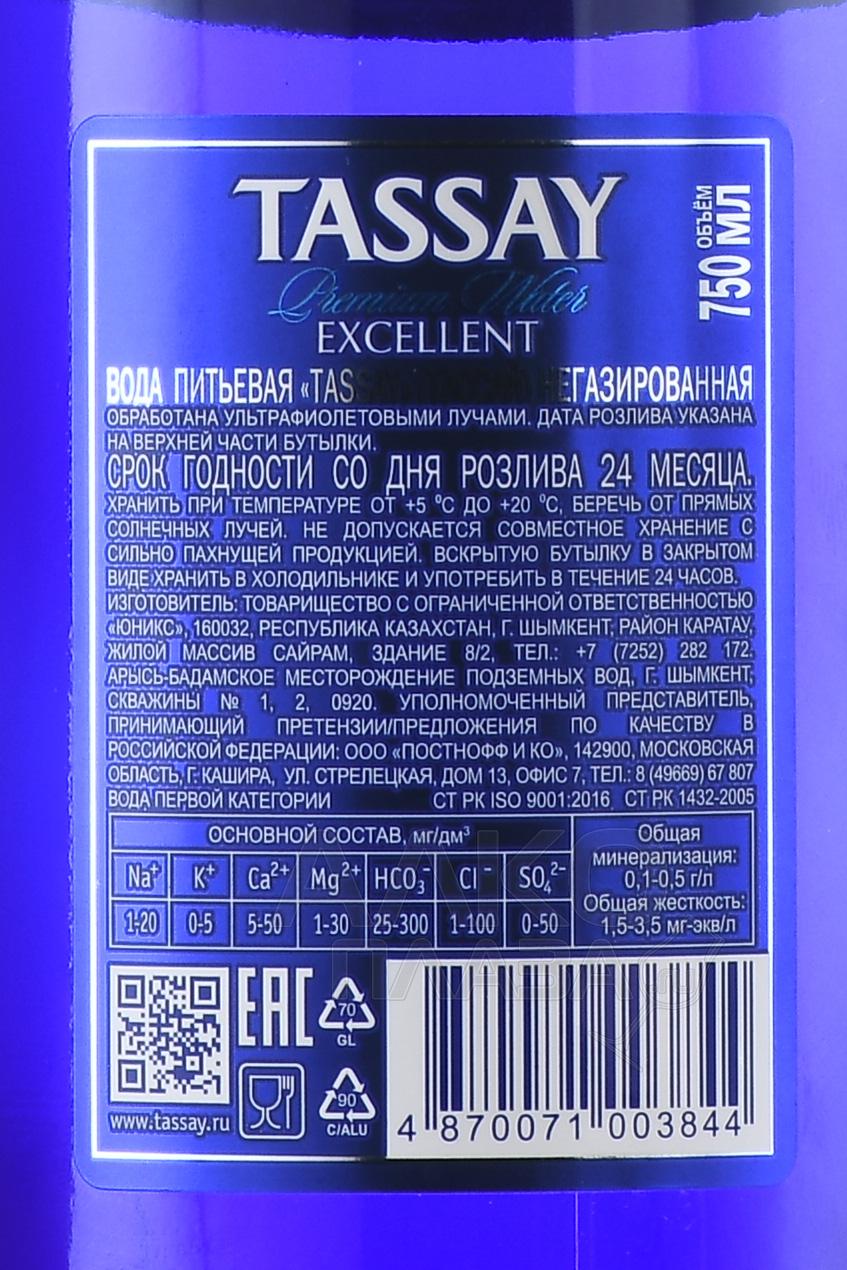 TASSAY
Premium Water
EXCELLENT
ОБЪЁМ
750 МЛ
ВОДА ПИТЬЕВАЯ «TASSAY» НЕГАЗИРОВАННАЯ
ОБРАБОТАНА УЛЬТРАФИОЛЕТОВЫМИ ЛУЧАМИ. ДАТА РОЗЛИВА УКАЗАНА
НА ВЕРХНЕЙ ЧАСТИ БУТЫЛКИ.
СРОК ГОДНОСТИ СО ДНЯ РОЗЛИВА 24 МЕСЯЦА.
ХРАНИТЬ ПРИ ТЕМПЕРАТУРЕ ОТ +5 °С ДО +20 °С, БЕРЕЧЬ ОТ ПРЯМЫХ
СОЛНЕЧНЫХ ЛУЧЕЙ. НЕ ДОПУСКАЕТСЯ СОВМЕСТНОЕ ХРАНЕНИЕ С
СИЛЬНО ПАХНУЩЕЙ ПРОДУКЦИЕЙ. ВСКРЫТУЮ БУТЫЛКУ В ЗАКРЫТОМ
ВИДЕ ХРАНИТЬ В ХОЛОДИЛЬНИКЕ И УПОТРЕБИТЬ В ТЕЧЕНИЕ 24 ЧАСОВ.
ИЗГОТОВИТЕЛЬ: ТОВАРИЩЕСТВО С ОГРАНИЧЕННОЙ ОТВЕТСТВЕННОСТЬЮ
«ЮНИКС», 160032, РЕСПУБЛИКА КАЗАХСТАН, Г. ШЫМКЕНТ, РАЙОН КАРАТАУ,
ЖИЛОЙ МАССИВ САЙРАМ, ЗДАНИЕ 8/2, ТЕЛ.: +7 (7252) 282 172.
АРЫСЬ-БАДАМСКОЕ МЕСТОРОЖДЕНИЕ ПОДЗЕМНЫХ ВОД, Г. ШЫМКЕНТ,
СКВАЖИНЫ № 1, 2, 0920. УПОЛНОМОЧЕННЫЙ ПРЕДСТАВИТЕЛЬ,
ПРИНИМАЮЩИЙ ПРЕТЕНЗИИ/ПРЕДЛОЖЕНИЯ ПО КАЧЕСТВУ В
РОССИЙСКОЙ ФЕДЕРАЦИИ: ООО «ПОСТНОФФ И КО», 142900, МОСКОВСКАЯ
ОБЛАСТЬ, Г. КАШИРА, УЛ. СТРЕЛЕЦКАЯ, ДОМ 13, ОФИС 7, ТЕЛ.: 8 (49669) 67 807
ВОДА ПЕРВОЙ КАТЕГОРИИ СТ РК ISO 9001:2016 СТ РК 1432-2005
ОСНОВНОЙ СОСТАВ, мг/дм³
Na⁺ K⁺ Ca²⁺ Mg²⁺ HCO₃⁻ Cl⁻ SO₄²⁻
1-20 0-5 5-50 1-30 25-300 1-100 0-50
Общая
минерализация:
0,1-0,5 г/л
Общая жесткость:
1,5-3,5 мг-экв/л
ЕАС
70
GL
90
C/ALU
www.tassay.ru
4 870071 003844